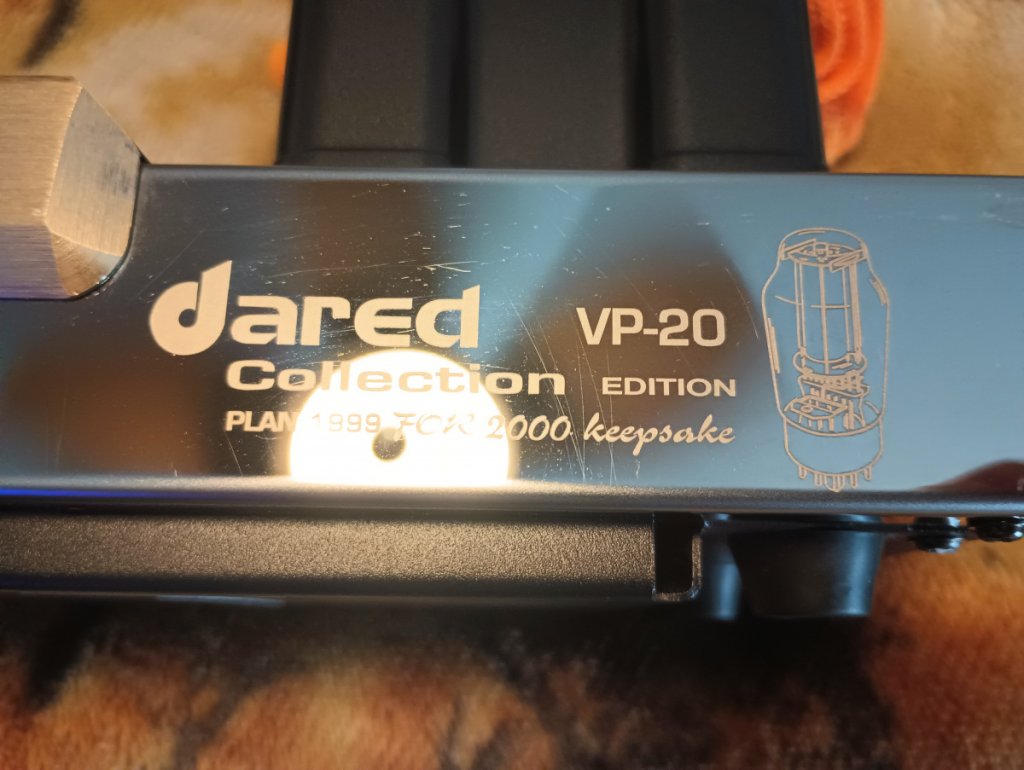 dared VP-20
Collection EDITION
PLAN 1999 FOR 2000 keepsake